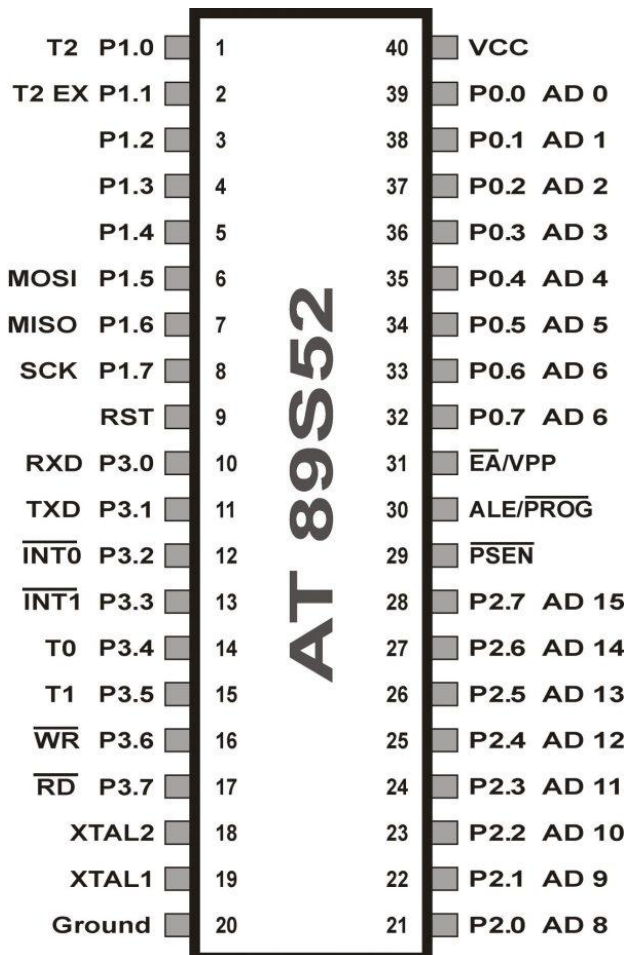 T2 P1.0 1 40 VCC
T2 EX P1.1 2 39 P0.0 AD 0
P1.2 3 38 P0.1 AD 1
P1.3 4 37 P0.2 AD 2
P1.4 5 36 P0.3 AD 3
MOSI P1.5 6 35 P0.4 AD 4
MISO P1.6 7 34 P0.5 AD 5
SCK P1.7 8 33 P0.6 AD 6
RST 9 32 P0.7 AD 6
RXD P3.0 10 31 E̅A̅/VPP
TXD P3.1 11 30 ALE/P̅R̅O̅G̅
I̅N̅T̅0̅ P3.2 12 29 P̅S̅E̅N̅
I̅N̅T̅1̅ P3.3 13 28 P2.7 AD 15
T0 P3.4 14 27 P2.6 AD 14
T1 P3.5 15 26 P2.5 AD 13
W̅R̅ P3.6 16 25 P2.4 AD 12
R̅D̅ P3.7 17 24 P2.3 AD 11
XTAL2 18 23 P2.2 AD 10
XTAL1 19 22 P2.1 AD 9
Ground 20 21 P2.0 AD 8
AT 89S52